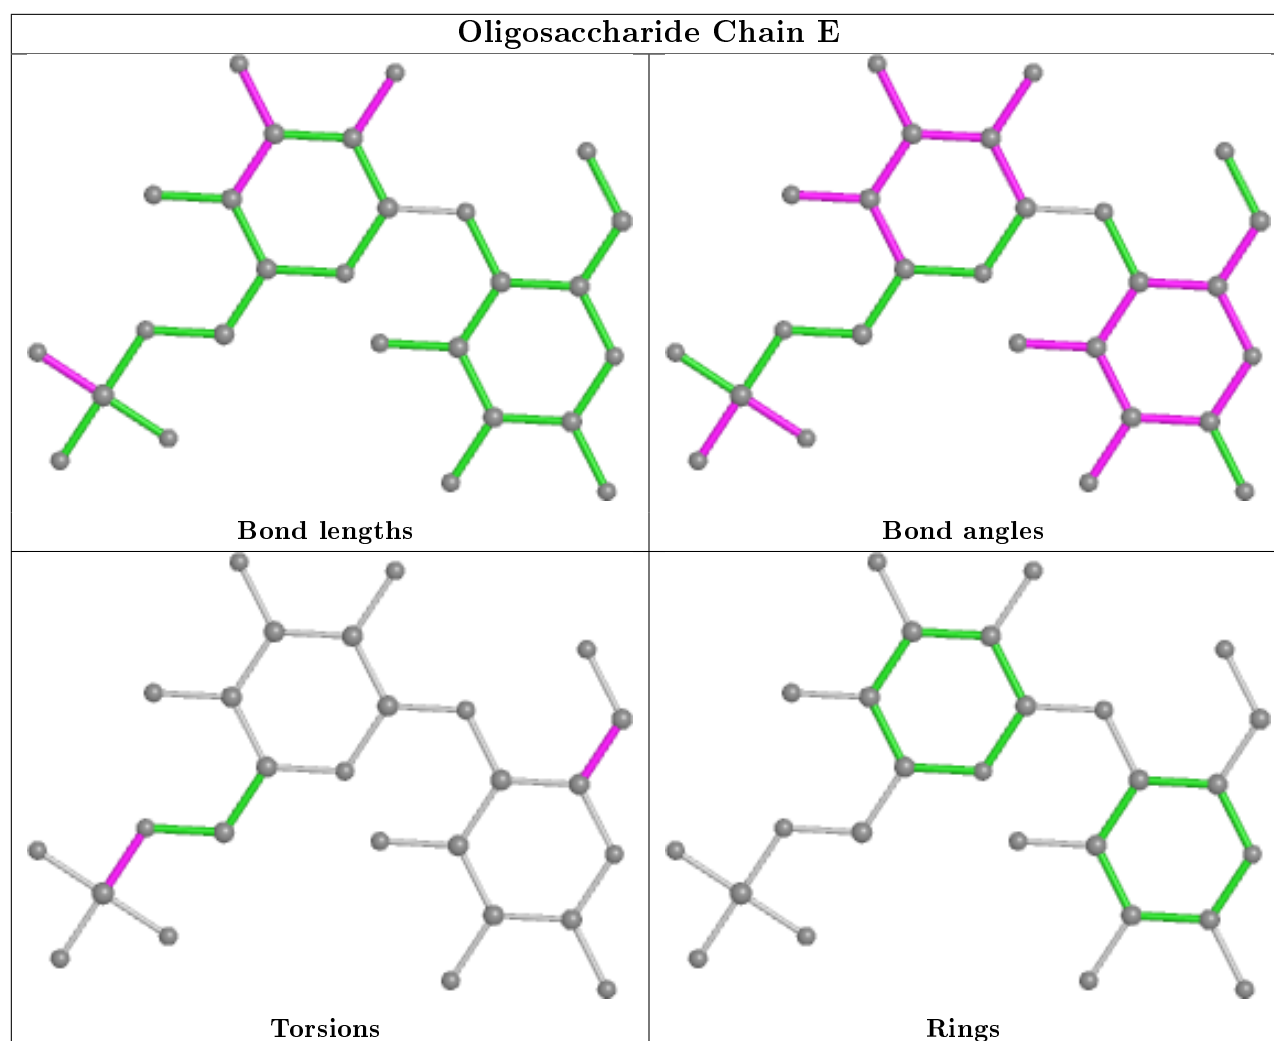 Oligosaccharide Chain E
Bond lengths
Bond angles
Torsions
Rings